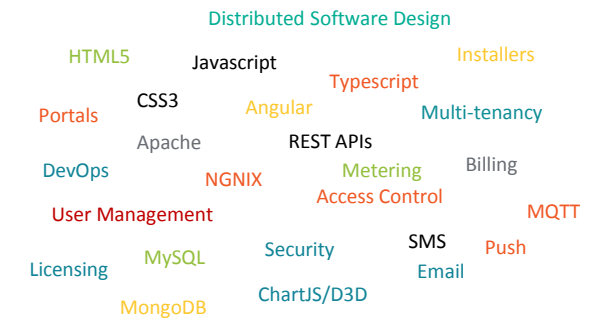 Distributed Software Design
HTML5
Javascript
Installers
Typescript
CSS3
Angular
Portals
Multi-tenancy
Apache
REST APIs
DevOps
NGNIX
Metering
Billing
Access Control
User Management
MQTT
MySQL
Security
SMS
Push
Licensing
Email
MongoDB
ChartJS/D3D